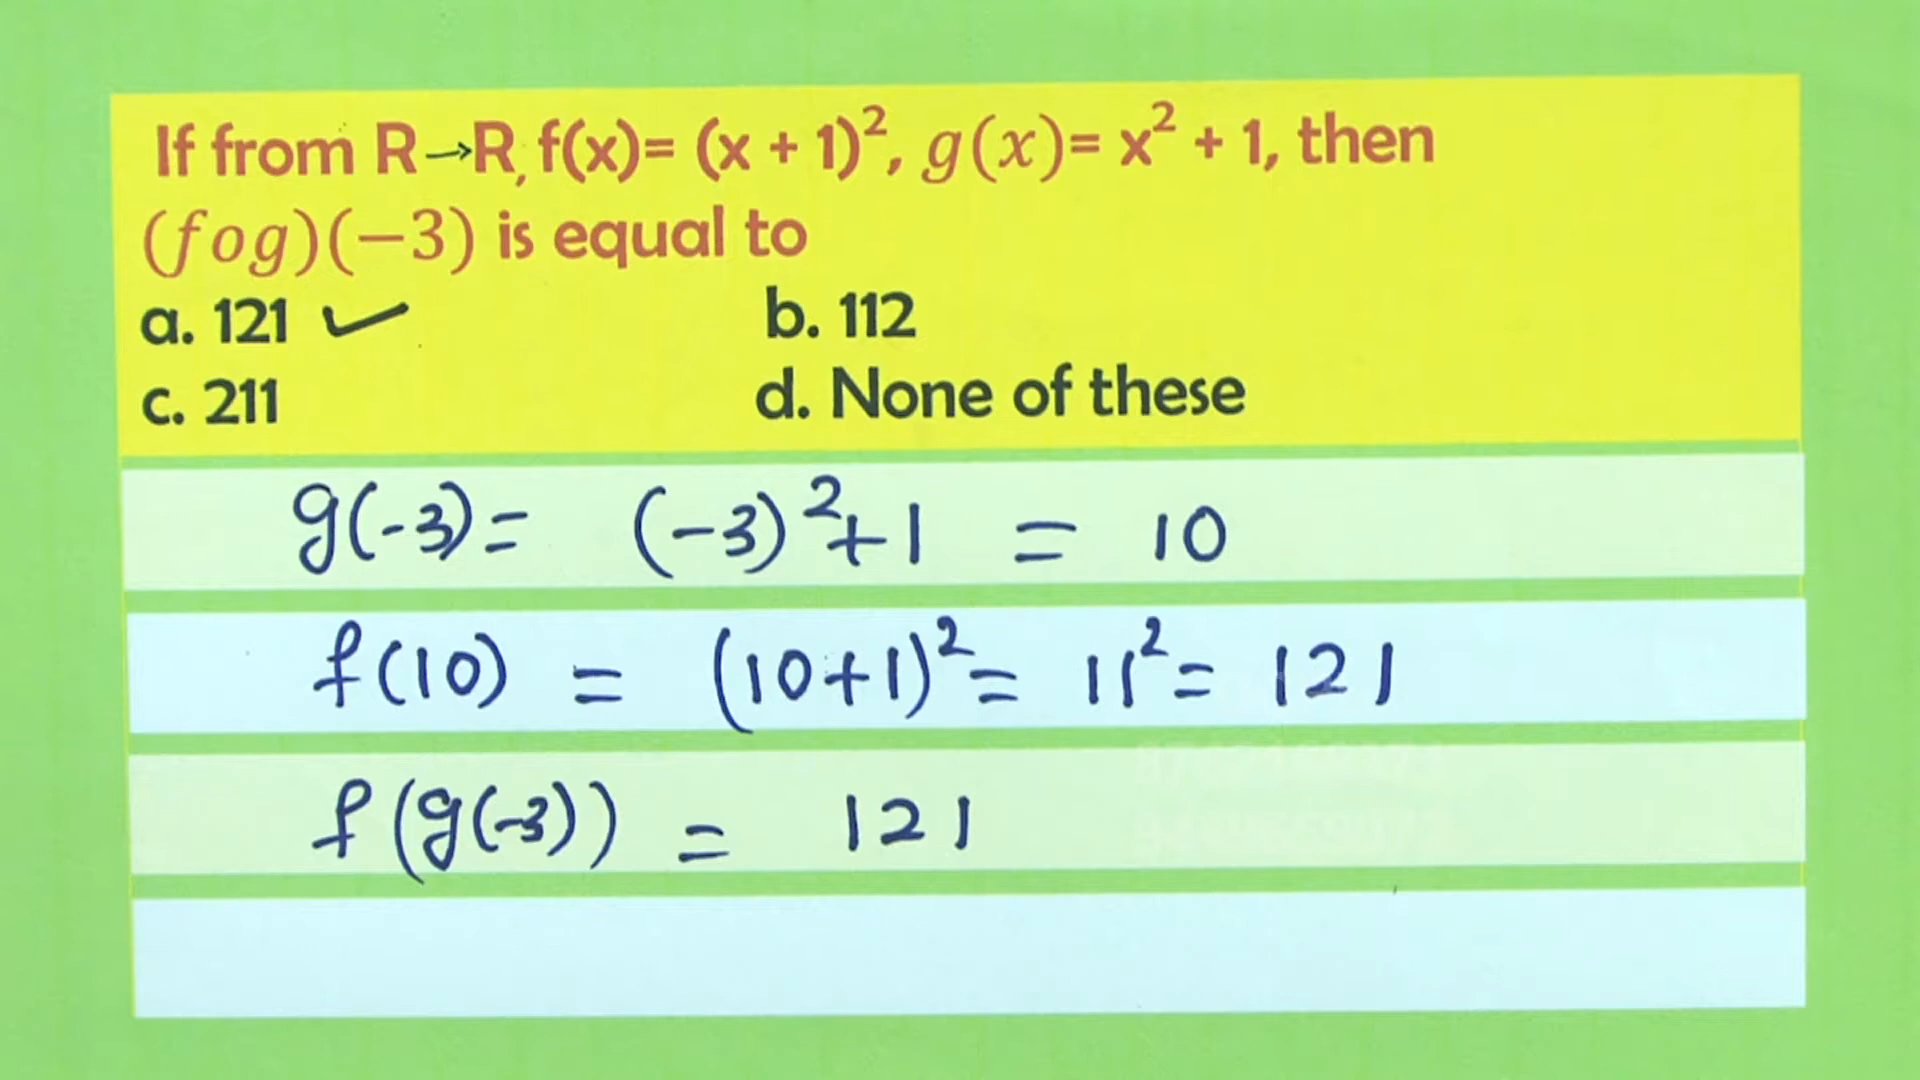 If from R→R, f(x)= (x + 1)², g(x)= x² + 1, then
(fog)(−3) is equal to
a. 121 ✓ b. 112
c. 211 d. None of these
g(-3) = (-3)²+1 = 10
f(10) = (10+1)² = 11² = 121
f(g(-3)) = 121